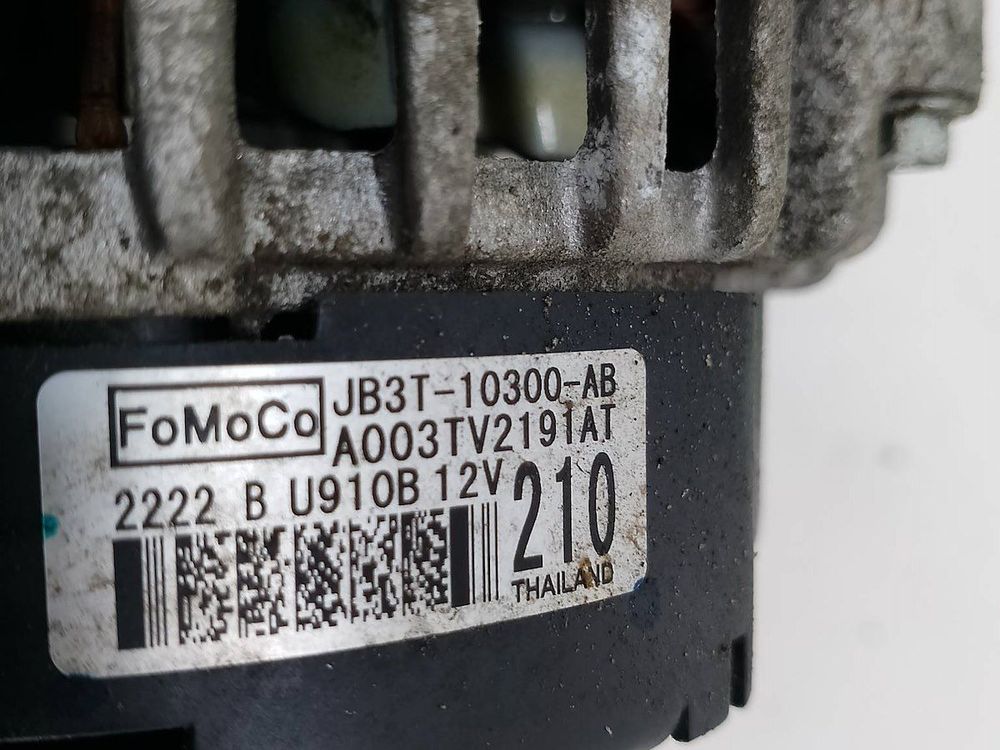 FoMoCo
JB3T-10300-AB
A003TV2191AT
2222 B U910B 12V
210
THAILAND